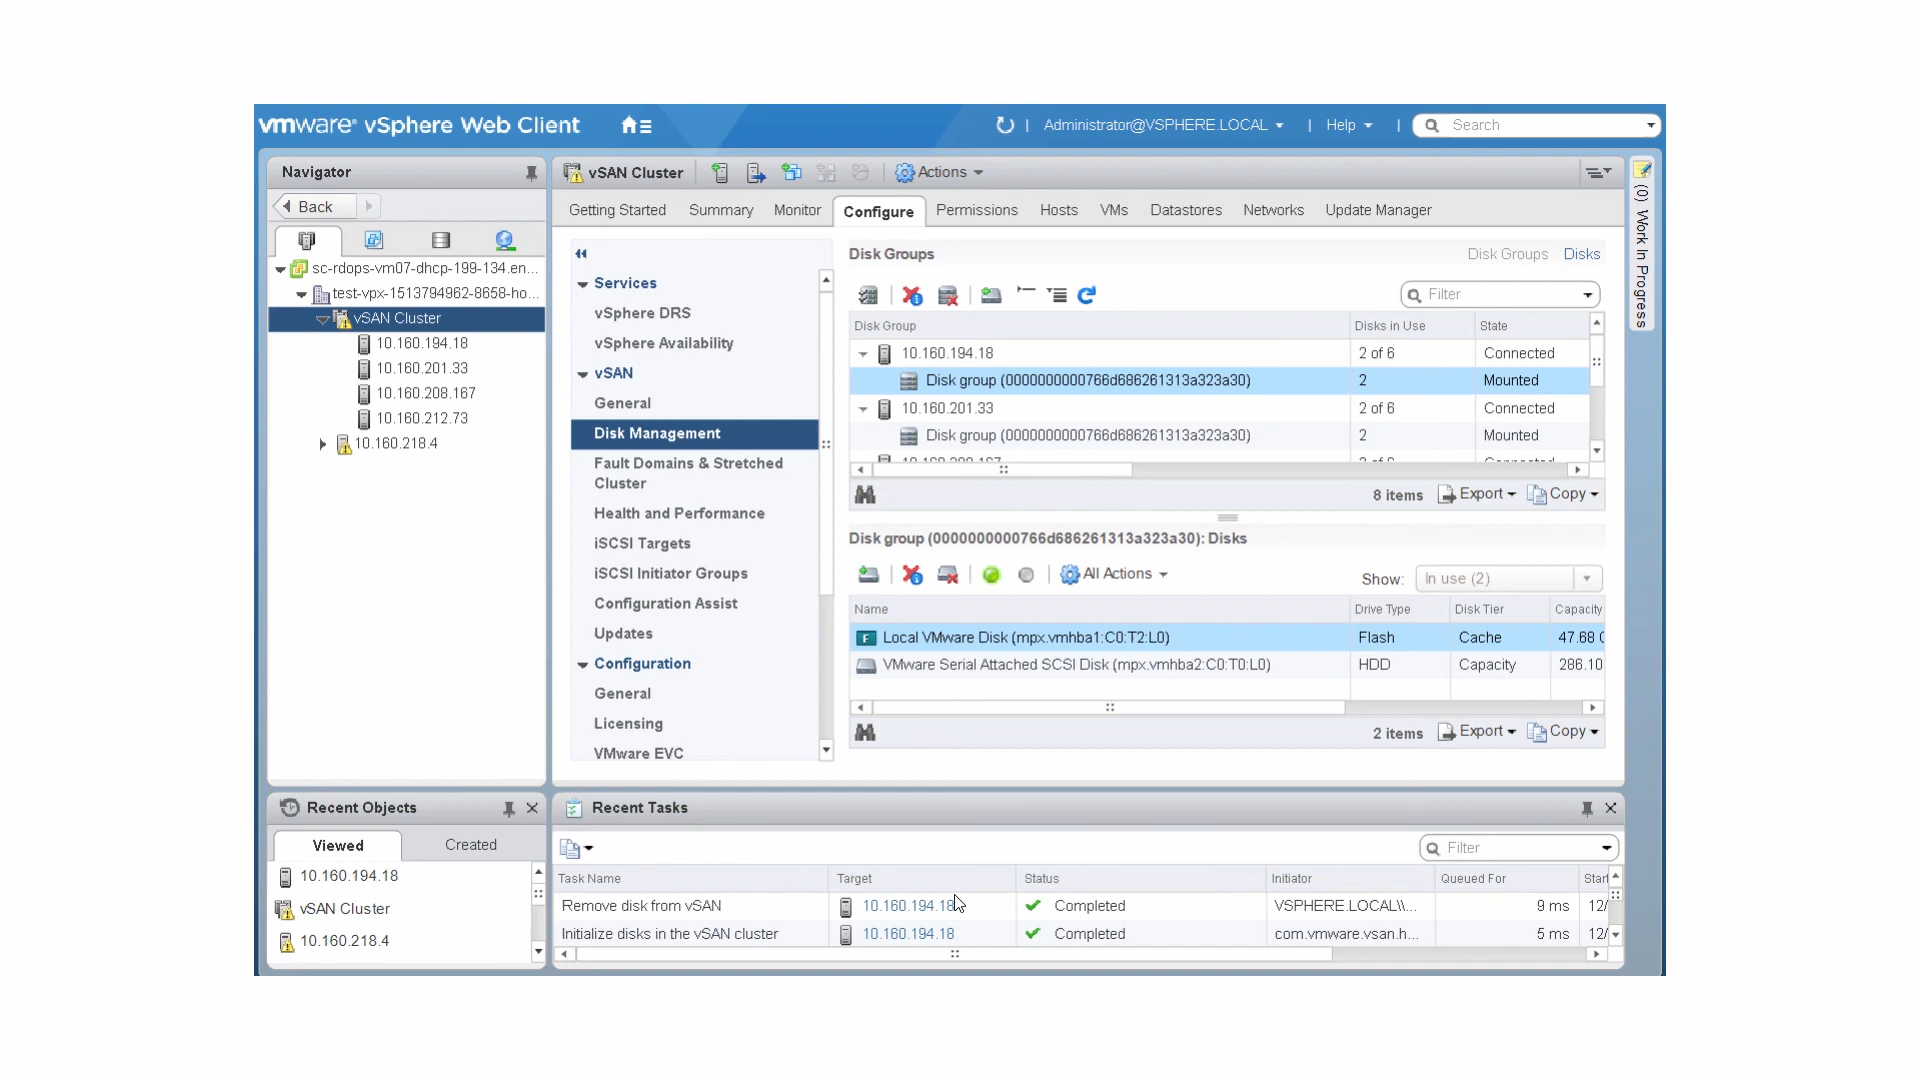 vmware® vSphere Web Client
Administrator@VSPHERE.LOCAL
Help
Search
Navigator
Back
sc-rdops-vm07-dhcp-199-134.en...
test-vpx-1513794962-8658-ho...
vSAN Cluster
10.160.194.18
10.160.201.33
10.160.208.167
10.160.212.73
10.160.218.4
vSAN Cluster
Actions
Getting Started Summary Monitor Configure Permissions Hosts VMs Datastores Networks Update Manager
Services
vSphere DRS
vSphere Availability
vSAN
General
Disk Management
Fault Domains & Stretched
Cluster
Health and Performance
iSCSI Targets
iSCSI Initiator Groups
Configuration Assist
Updates
Configuration
General
Licensing
VMware EVC
Disk Groups
Disk Groups Disks
Filter
Disk Group Disks in Use State
10.160.194.18 2 of 6 Connected
Disk group (0000000000766d686261313a323a30) 2 Mounted
10.160.201.33 2 of 6 Connected
Disk group (0000000000766d686261313a323a30) 2 Mounted
8 items Export Copy
Disk group (0000000000766d686261313a323a30): Disks
All Actions
Show: In use (2)
Name Drive Type Disk Tier Capacity
F Local VMware Disk (mpx.vmhba1:C0:T2:L0) Flash Cache 47.68
VMware Serial Attached SCSI Disk (mpx.vmhba2:C0:T0:L0) HDD Capacity 286.10
2 items Export Copy
(0) Work In Progress
Recent Objects
Viewed Created
10.160.194.18
vSAN Cluster
10.160.218.4
Recent Tasks
Filter
Task Name Target Status Initiator Queued For Start
Remove disk from vSAN 10.160.194.18 Completed VSPHERE.LOCAL\\... 9 ms 12/
Initialize disks in the vSAN cluster 10.160.194.18 Completed com.vmware.vsan.h... 5 ms 12/